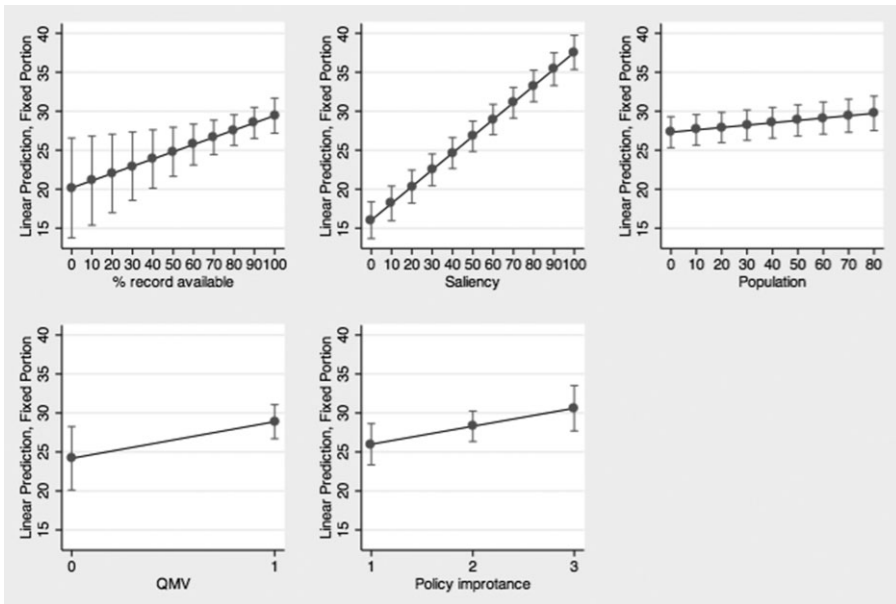 Linear Prediction, Fixed Portion
40
35
30
25
20
15
0 10 20 30 40 50 60 70 80 90100
% record available
Linear Prediction, Fixed Portion
40
35
30
25
20
15
0 10 20 30 40 50 60 70 80 90100
Saliency
Linear Prediction, Fixed Portion
40
35
30
25
20
15
0 10 20 30 40 50 60 70 80
Population
Linear Prediction, Fixed Portion
40
35
30
25
20
15
0 1
QMV
Linear Prediction, Fixed Portion
40
35
30
25
20
15
1 2 3
Policy improtance